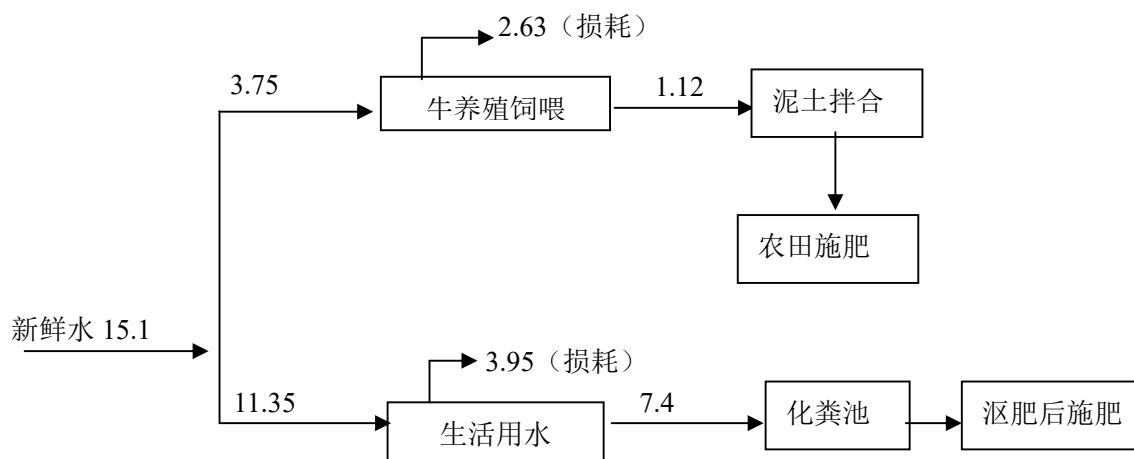 2.63（损耗）
3.75
牛养殖饲喂
1.12
泥土拌合
农田施肥
新鲜水 15.1
3.95（损耗）
11.35
生活用水
7.4
化粪池
沤肥后施肥